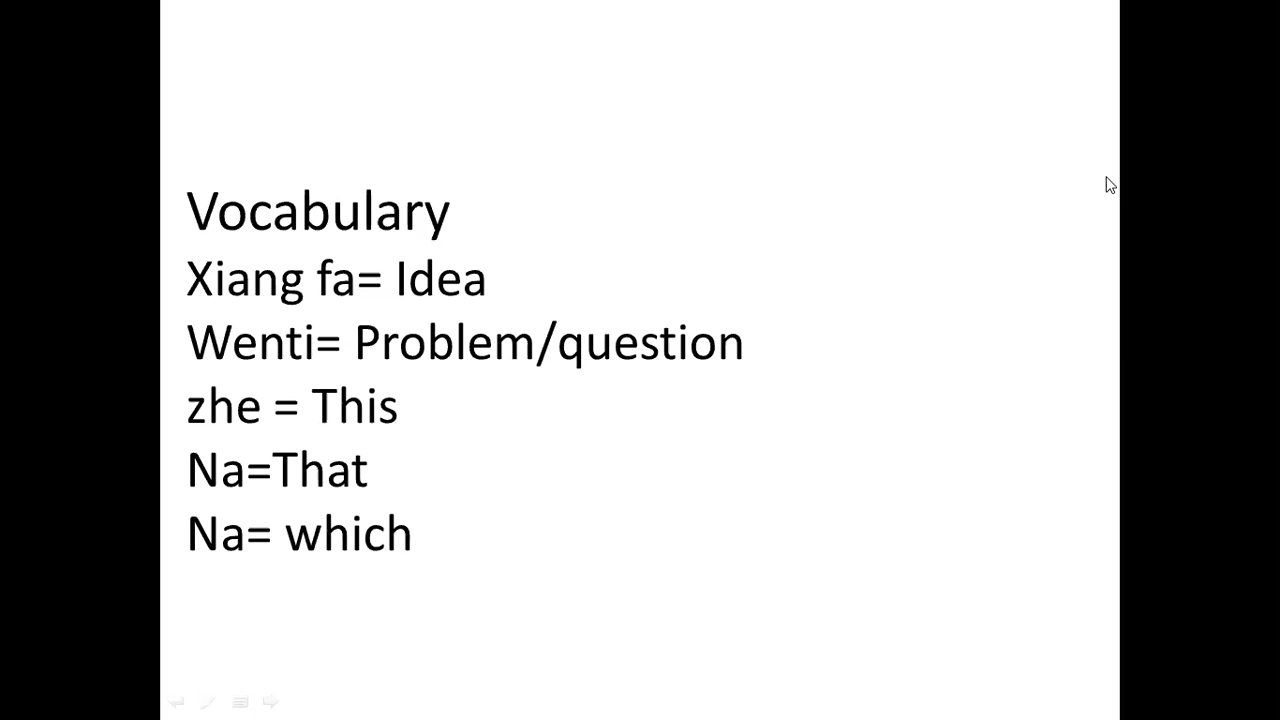 Vocabulary
Xiang fa= Idea
Wenti= Problem/question
zhe = This
Na=That
Na= which